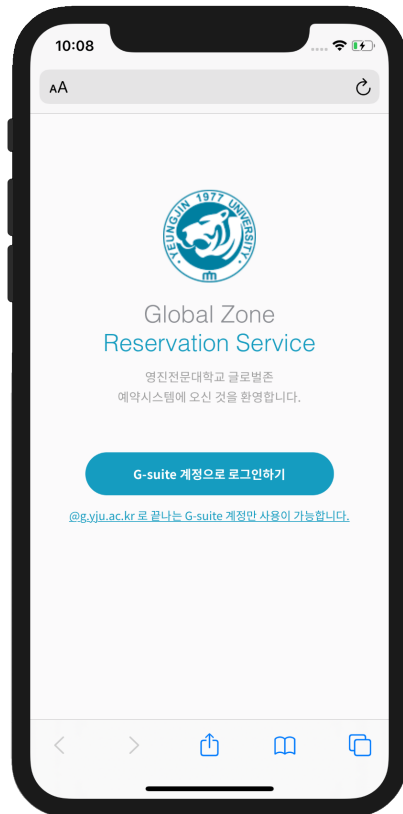 10:08
AA
YEUNGJIN 1977 UNIVERSITY
Global Zone
Reservation Service
영진전문대학교 글로벌존
예약시스템에 오신 것을 환영합니다.
G-suite 계정으로 로그인하기
@g.yju.ac.kr 로 끝나는 G-suite 계정만 사용이 가능합니다.